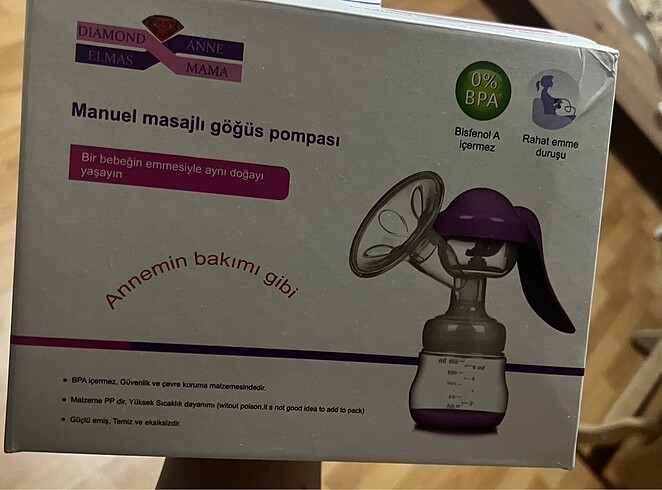 DIAMOND
ANNE
ELMAS
MAMA
0%
BPA
Bisfenol A
içermez
Rahat emme
duruşu
Manuel masajlı göğüs pompası
Bir bebeğin emmesiyle aynı doğayı
yaşayın
Annemin bakımı gibi
BPA içermez, Güvenlik ve çevre koruma malzemesindedir.
Malzeme PP dir, Yüksek Sıcaklık dayanımı (witout poison,it s not good idea to add to pack)
Güçlü emiş, Temiz ve eksiksizdir.